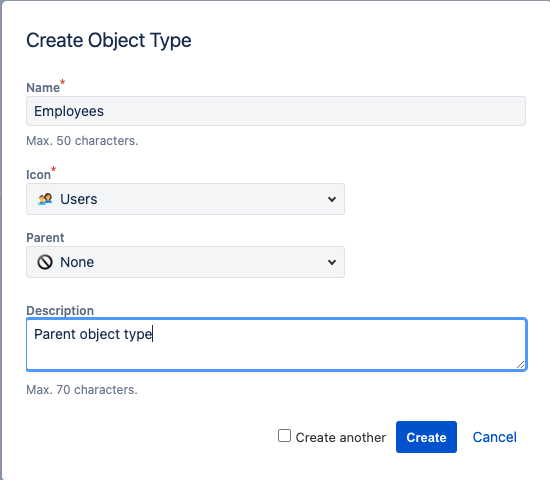 Create Object Type
Name*
Employees
Max. 50 characters.
Icon*
Users
Parent
None
Description
Parent object type
Max. 70 characters.
Create another Create Cancel